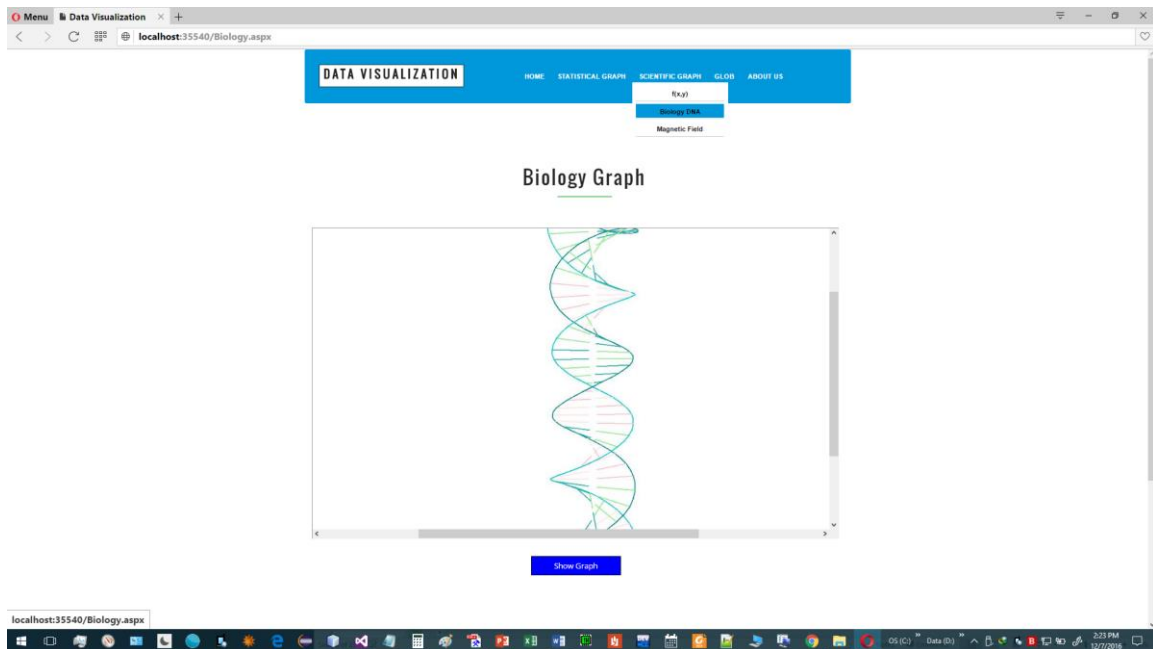 Menu
Data Visualization
localhost:35540/Biology.aspx
DATA VISUALIZATION
HOME STATISTICAL GRAPH SCIENTIFIC GRAPH GLOB ABOUT US
f(x,y)
Biology DNA
Magnetic Field
Biology Graph
Show Graph
localhost:35540/Biology.aspx
OS (C:) Data (D:)
2:23 PM
12/7/2016